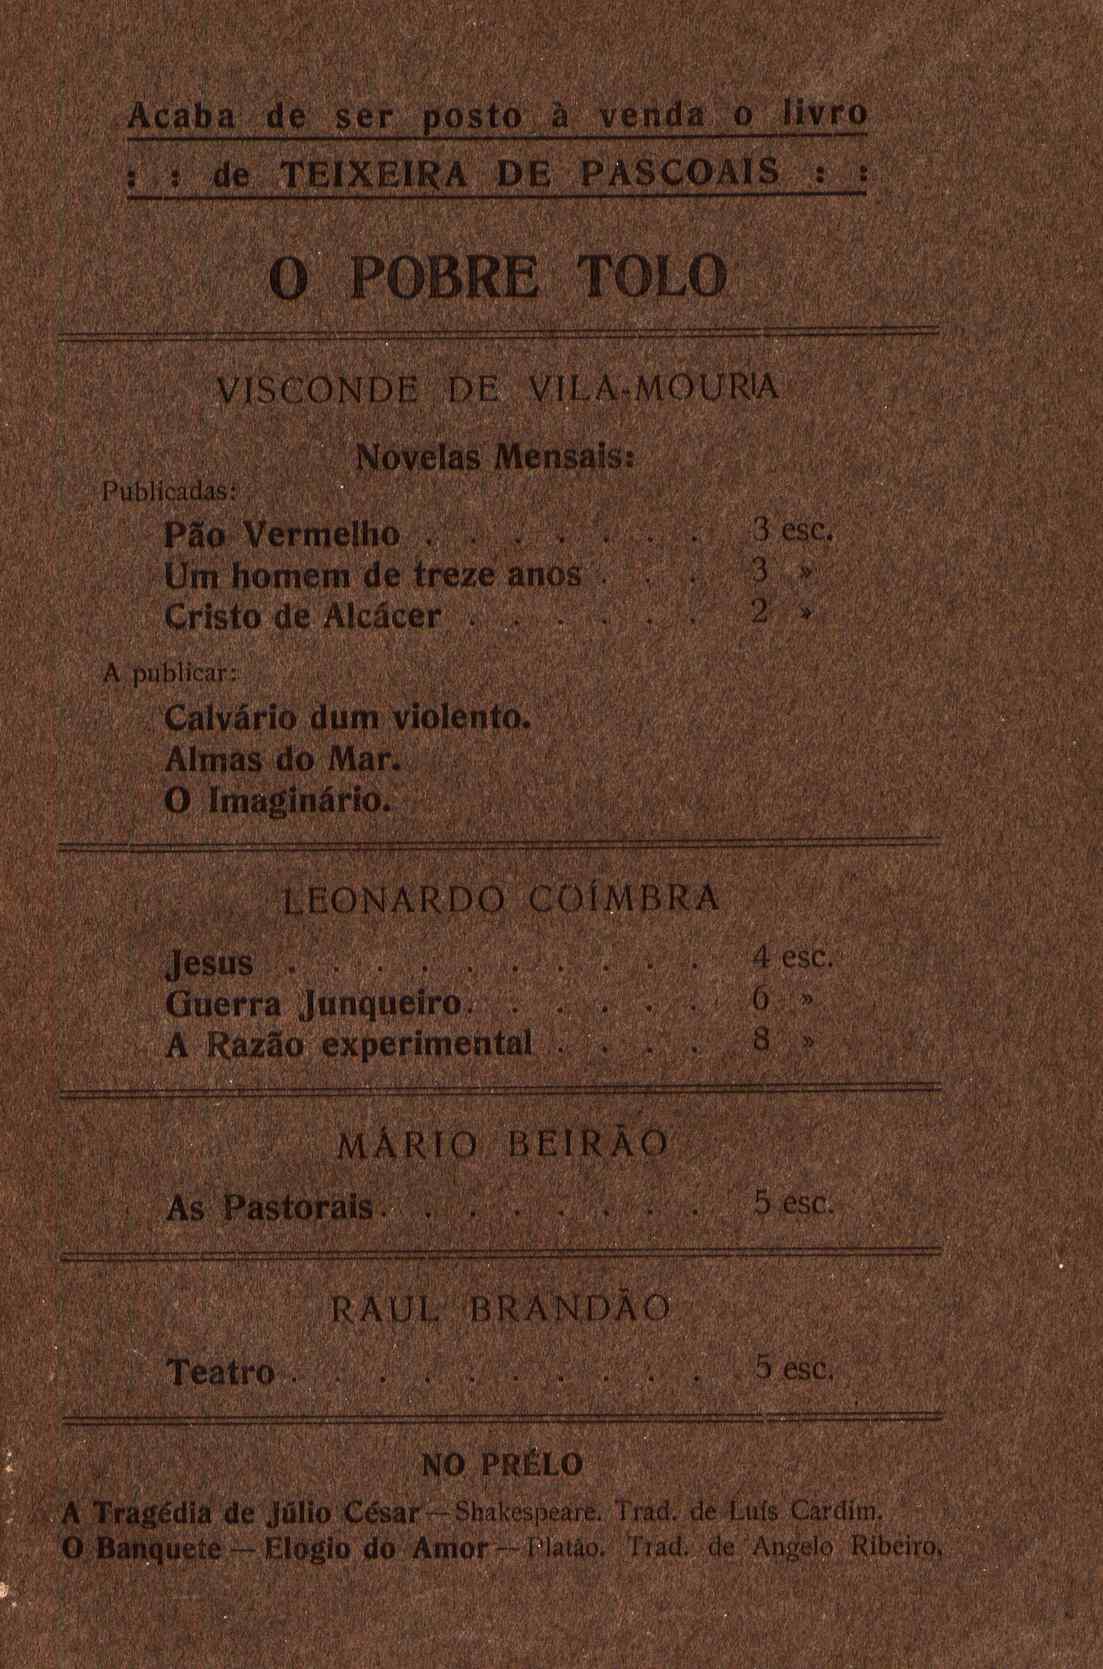 Acaba de ser posto à venda o livro
: : de TEIXEIRA DE PASCOAIS : :
O POBRE TOLO
VISCONDE DE VILA-MOURIA
Novelas Mensais:
Publicadas:
Pão Vermelho . . . . . . . 3 esc.
Um homem de treze anos . . . 3 »
Cristo de Alcácer . . . . . . 2 »
A publicar:
Calvário dum violento.
Almas do Mar.
O Imaginário.
LEONARDO COÍMBRA
Jesus . . . . . . . . . . 4 esc.
Guerra Junqueiro. . . . . . 6 »
A Razão experimental . . . . 8 »
MÁRIO BEIRÃO
As Pastorais. . . . . . . . 5 esc.
RAUL BRANDÃO
Teatro . . . . . . . . . . 5 esc.
NO PRÉLO
A Tragédia de Júlio César — Shakespeare. Trad. de Luís Cardim.
O Banquete — Elogio do Amor — Platão. Trad. de Angelo Ribeiro.